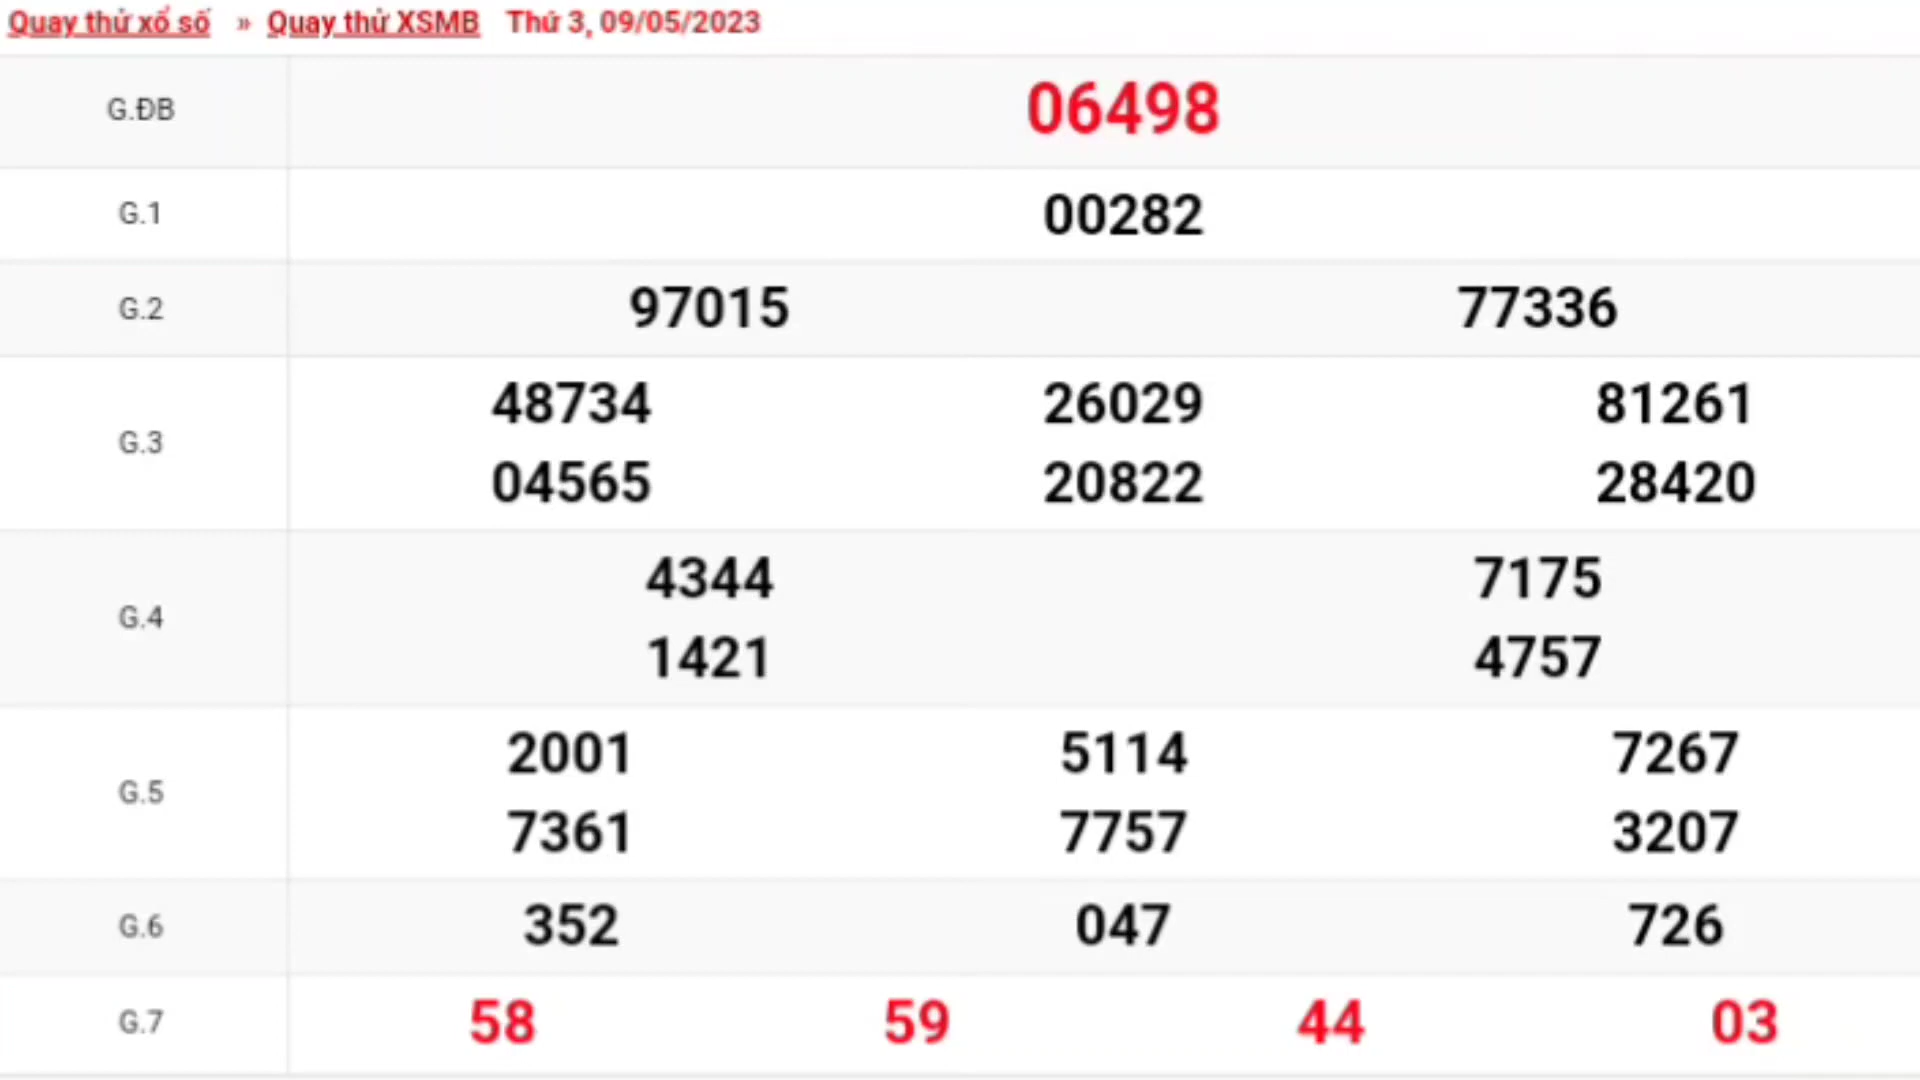 Quay thử xổ số » Quay thử XSMB Thứ 3, 09/05/2023
G.ĐB 06498
G.1 00282
G.2 97015 77336
G.3 48734 26029 81261
04565 20822 28420
G.4 4344 7175
1421 4757
G.5 2001 5114 7267
7361 7757 3207
G.6 352 047 726
G.7 58 59 44 03